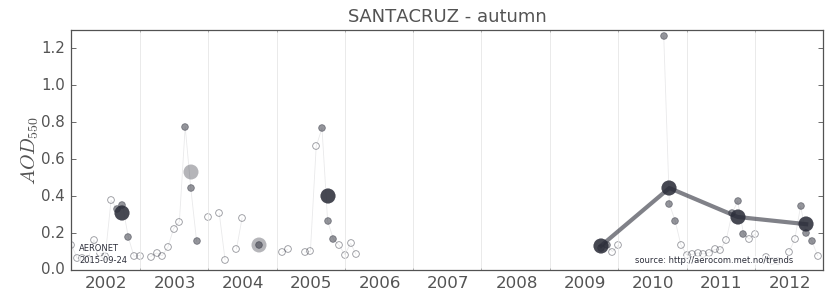 SANTACRUZ - autumn
AOD550
1.2
1.0
0.8
0.6
0.4
0.2
0.0
AERONET
2015-09-24
source: http://aerocom.met.no/trends
2002 2003 2004 2005 2006 2007 2008 2009 2010 2011 2012